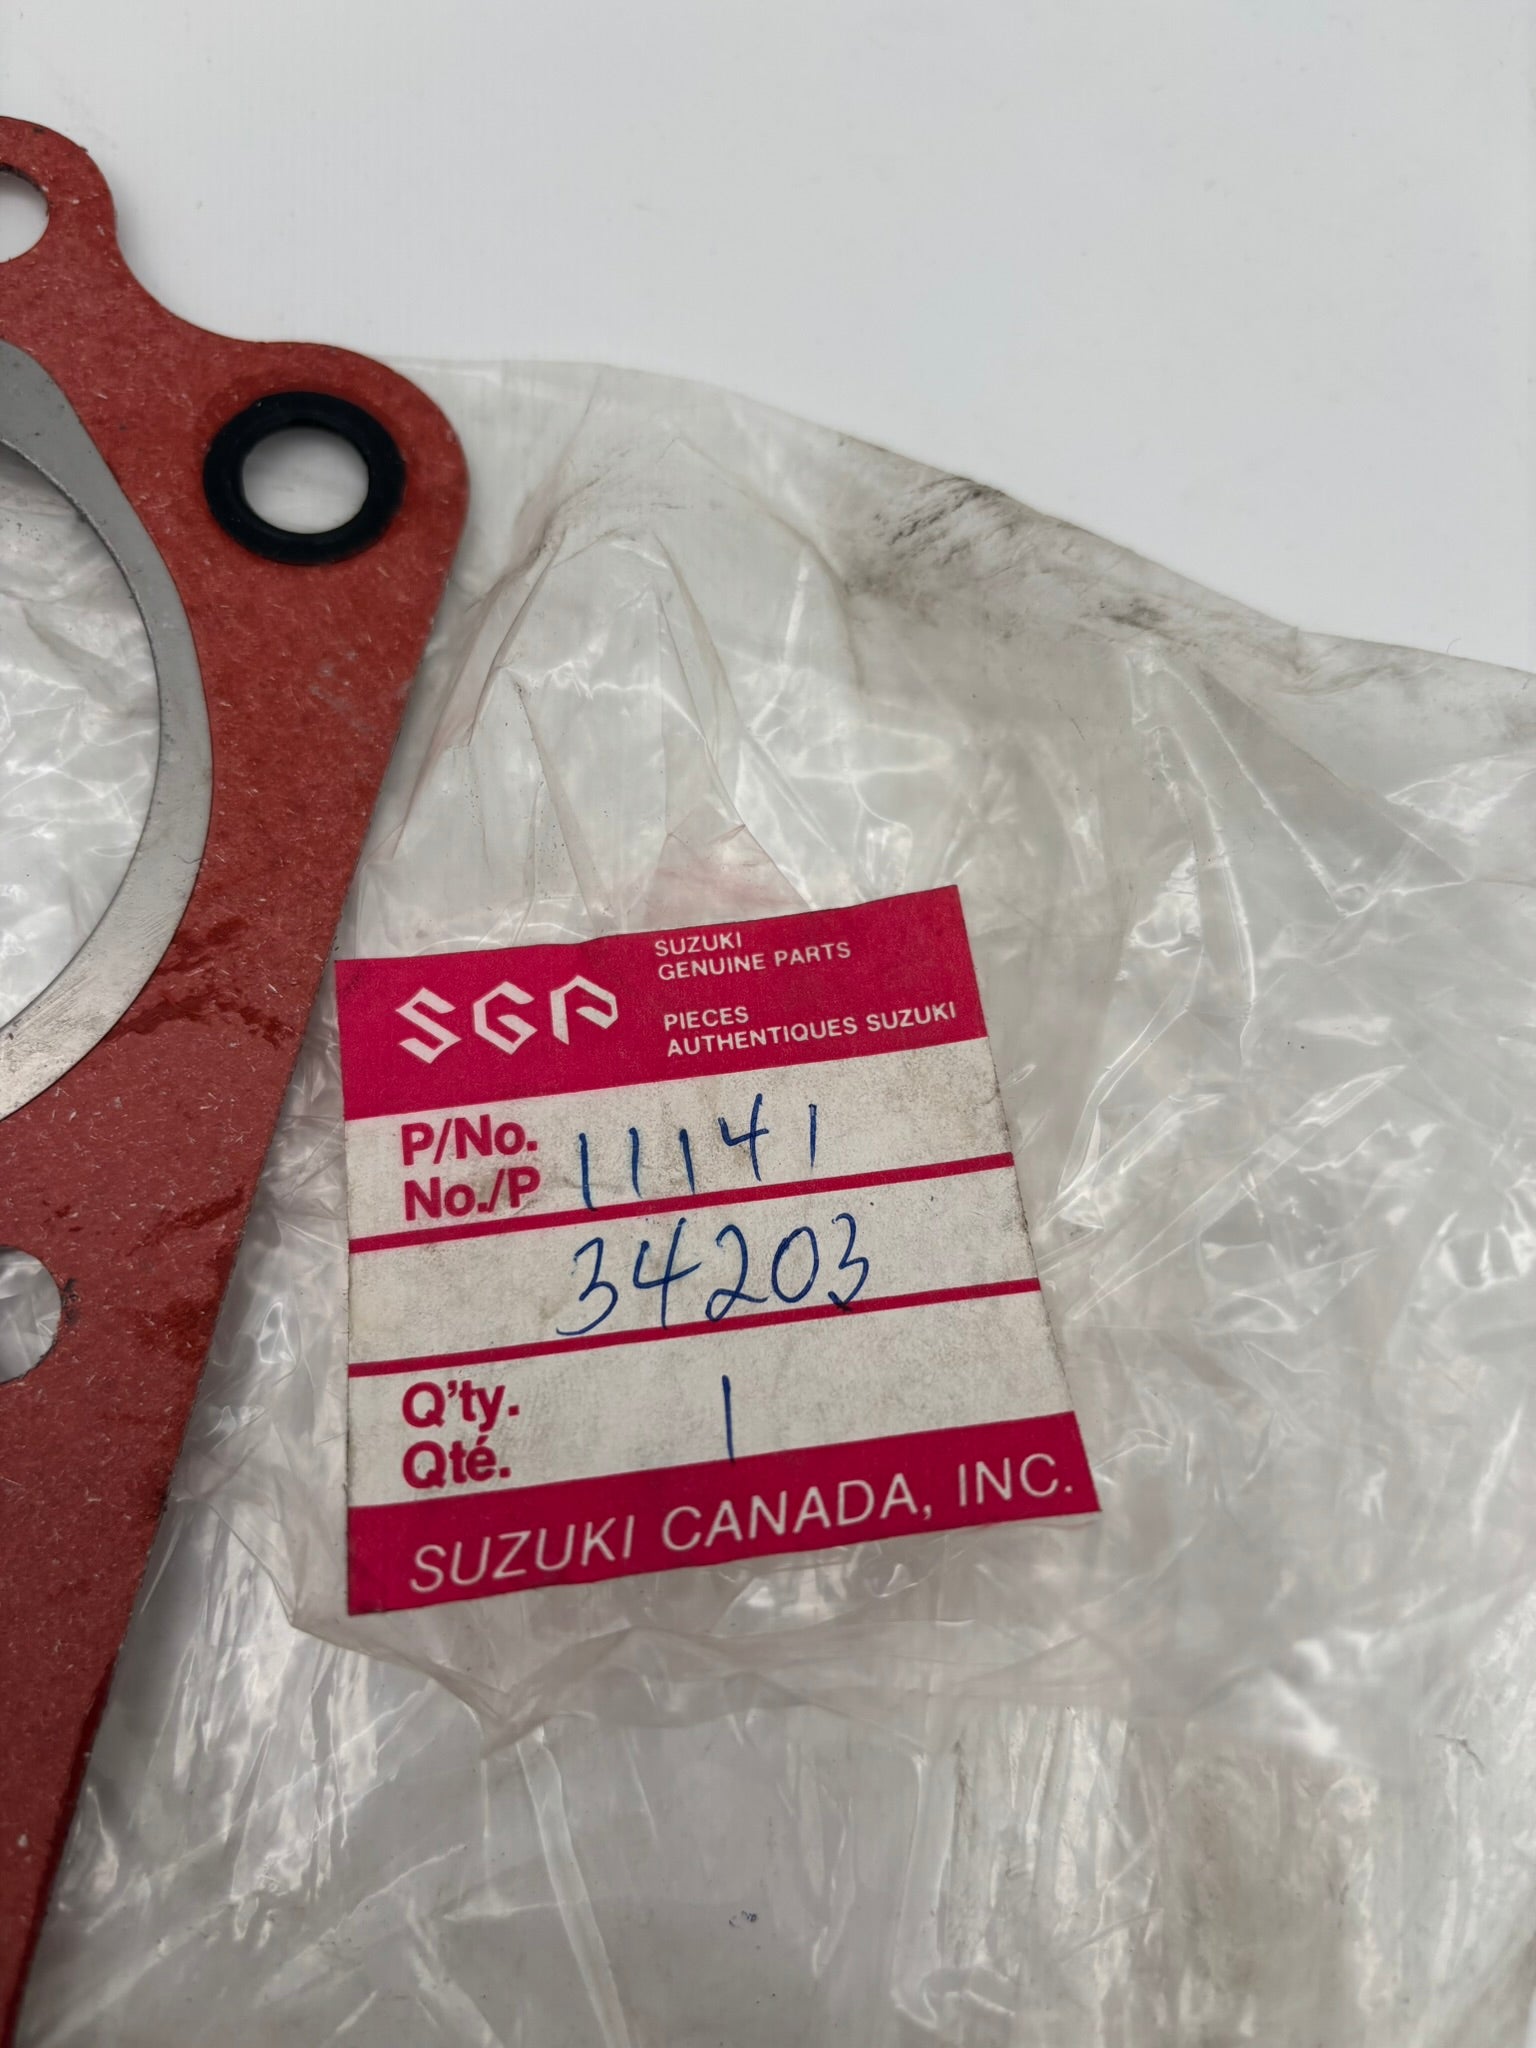 SGP
SUZUKI
GENUINE PARTS
PIECES
AUTHENTIQUES SUZUKI
P/No. 11141
No./P
34203
Q'ty. 1
Qté.
SUZUKI CANADA, INC.